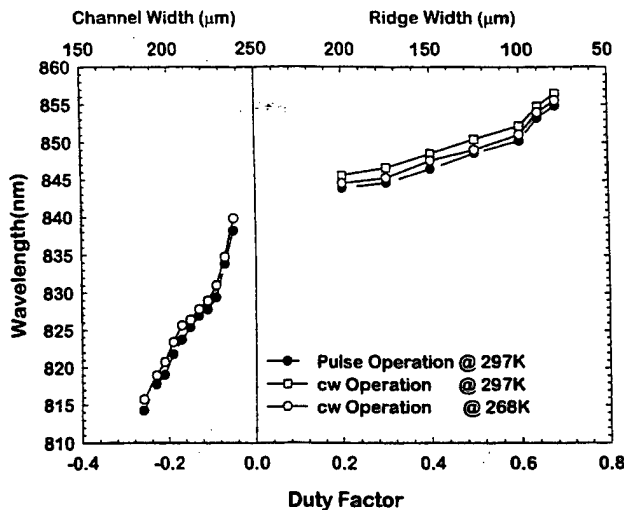 Channel Width (μm) Ridge Width (μm)
150 200 250 200 150 100 50
860
855
850
845
840
835
830
825
820
815
810
Wavelength(nm)
Pulse Operation @ 297K
cw Operation @ 297K
cw Operation @ 268K
-0.4 -0.2 0.0 0.2 0.4 0.6 0.8
Duty Factor